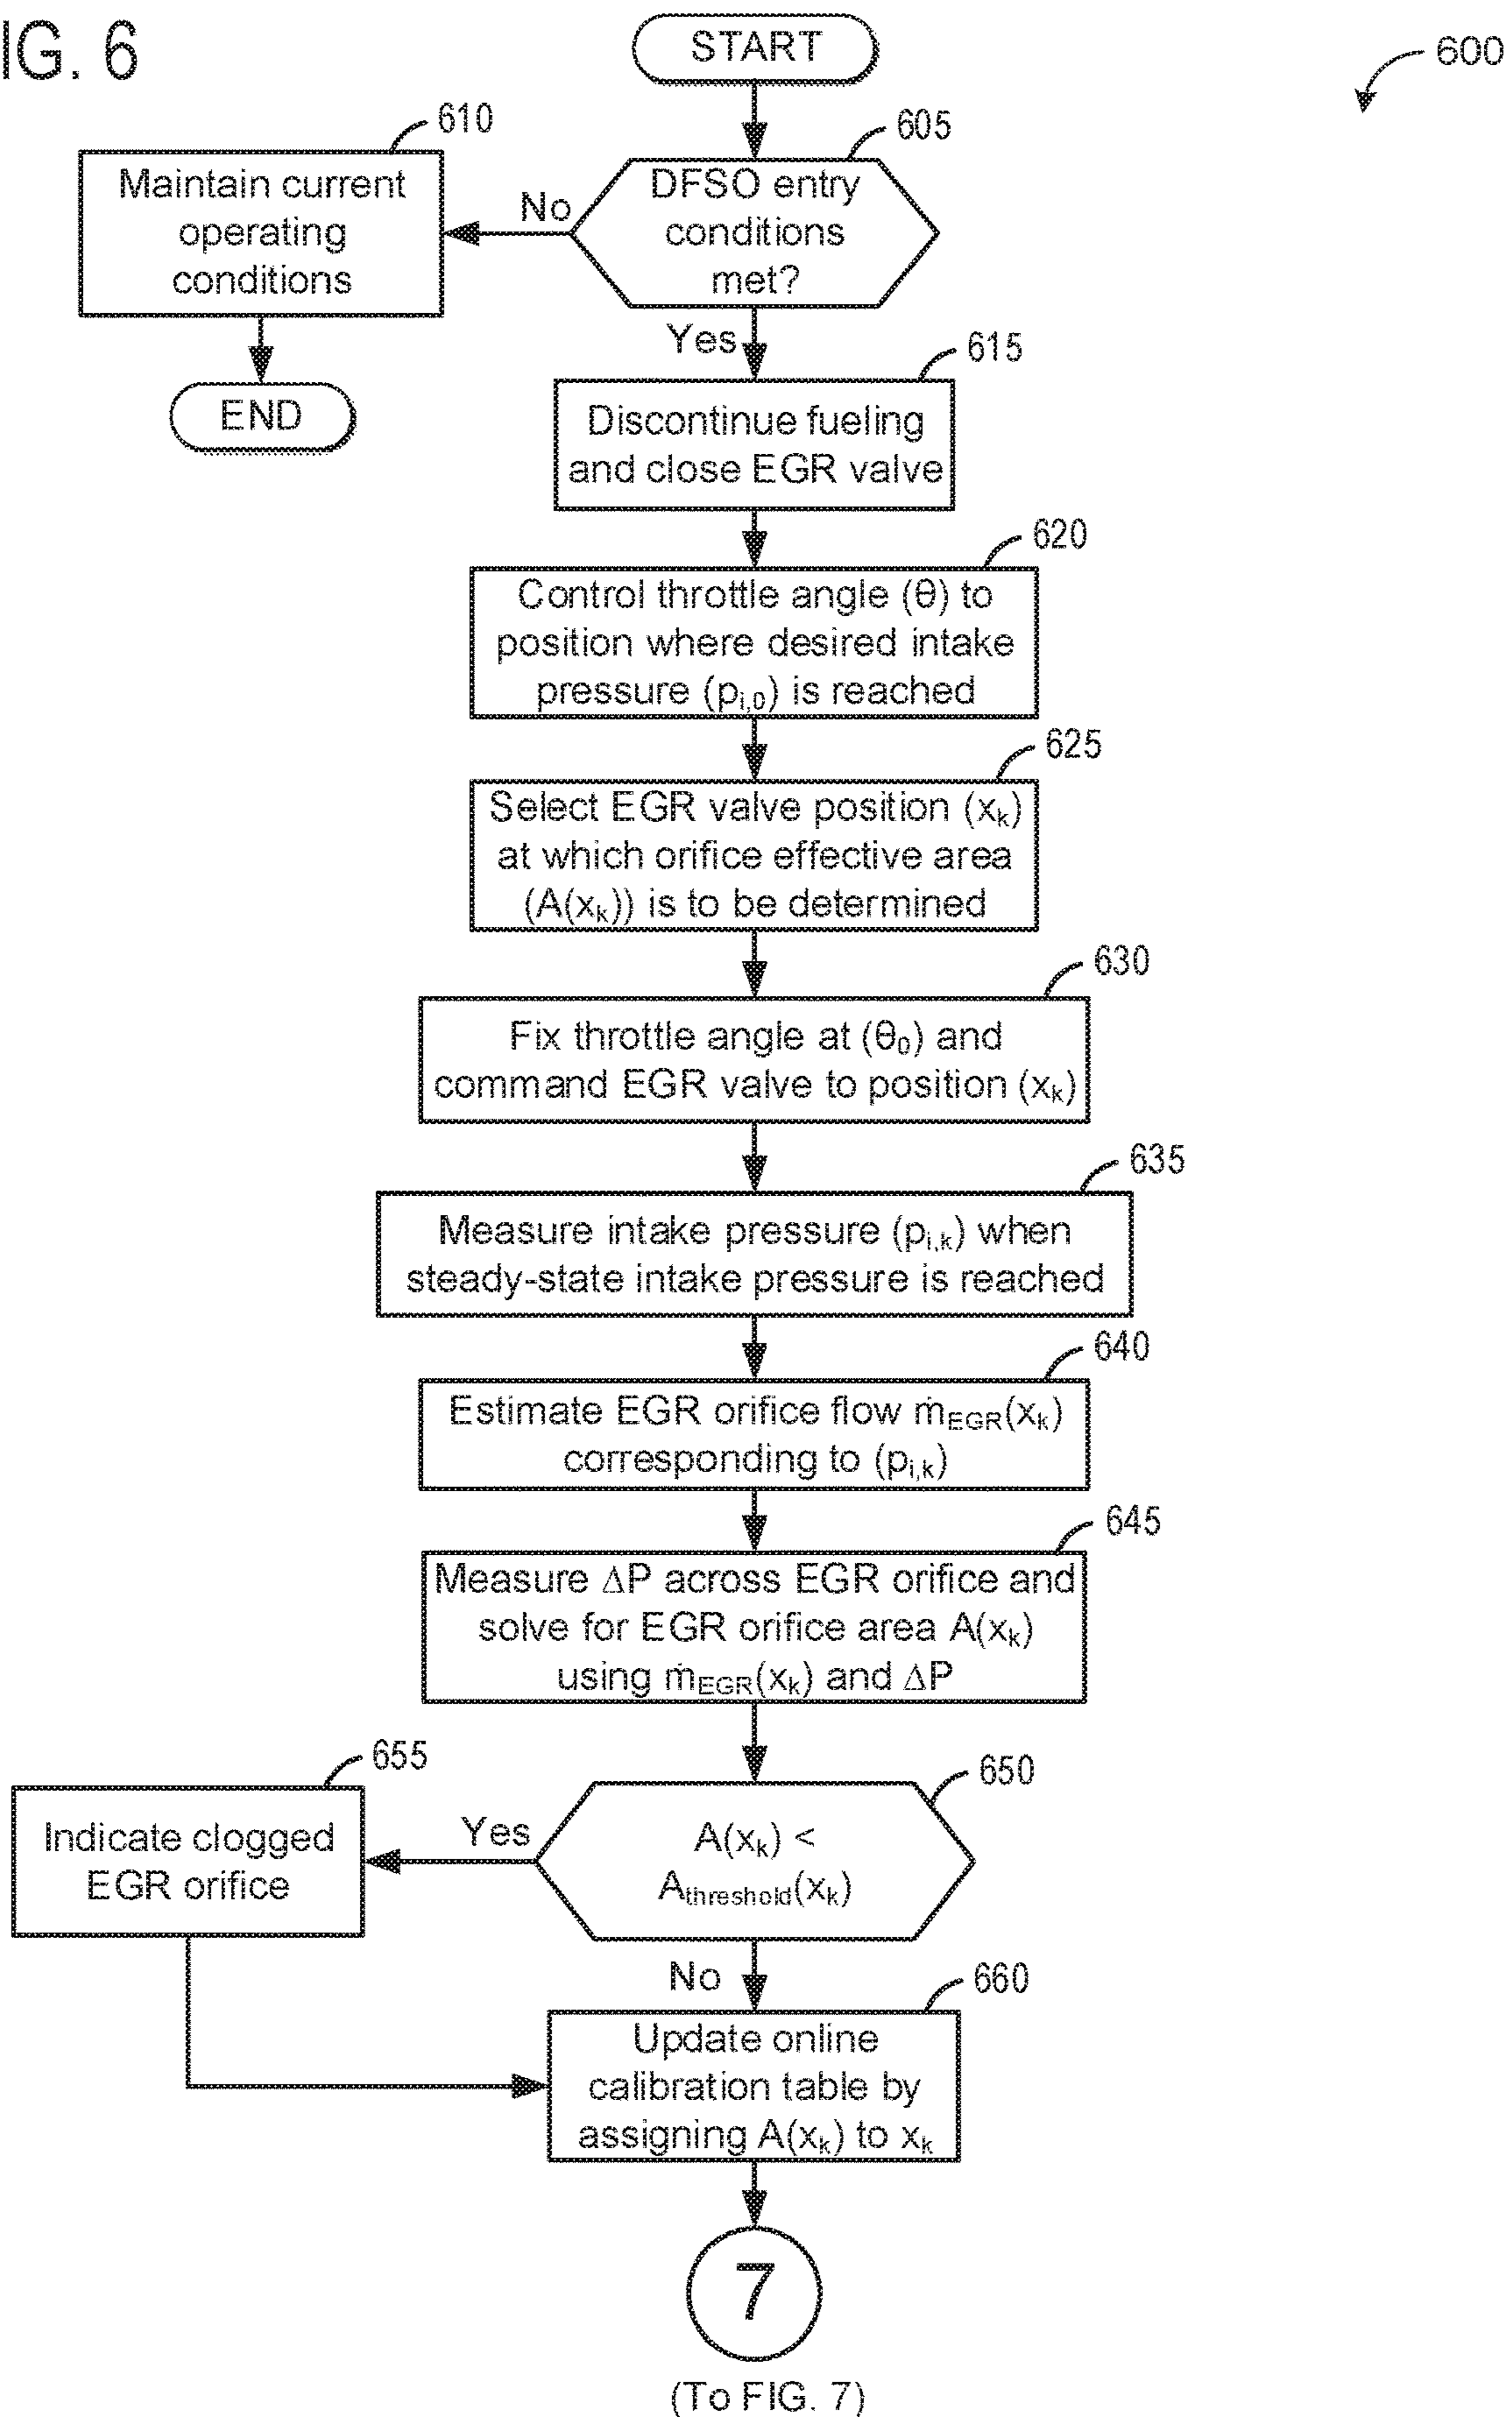 IG. 6
START
600
610
605
Maintain current
operating
conditions
No
DFSO entry
conditions
met?
END
Yes
615
Discontinue fueling
and close EGR valve
620
Control throttle angle (θ) to
position where desired intake
pressure (pᵢ,₀) is reached
625
Select EGR valve position (xₖ)
at which orifice effective area
(A(xₖ)) is to be determined
630
Fix throttle angle at (θ₀) and
command EGR valve to position (xₖ)
635
Measure intake pressure (pᵢ,ₖ) when
steady-state intake pressure is reached
640
Estimate EGR orifice flow ṁEGR(xₖ)
corresponding to (pᵢ,ₖ)
645
Measure ΔP across EGR orifice and
solve for EGR orifice area A(xₖ)
using ṁEGR(xₖ) and ΔP
655
650
Indicate clogged
EGR orifice
Yes
A(xₖ) <
Athreshold(xₖ)
No
660
Update online
calibration table by
assigning A(xₖ) to xₖ
7
(To FIG. 7)